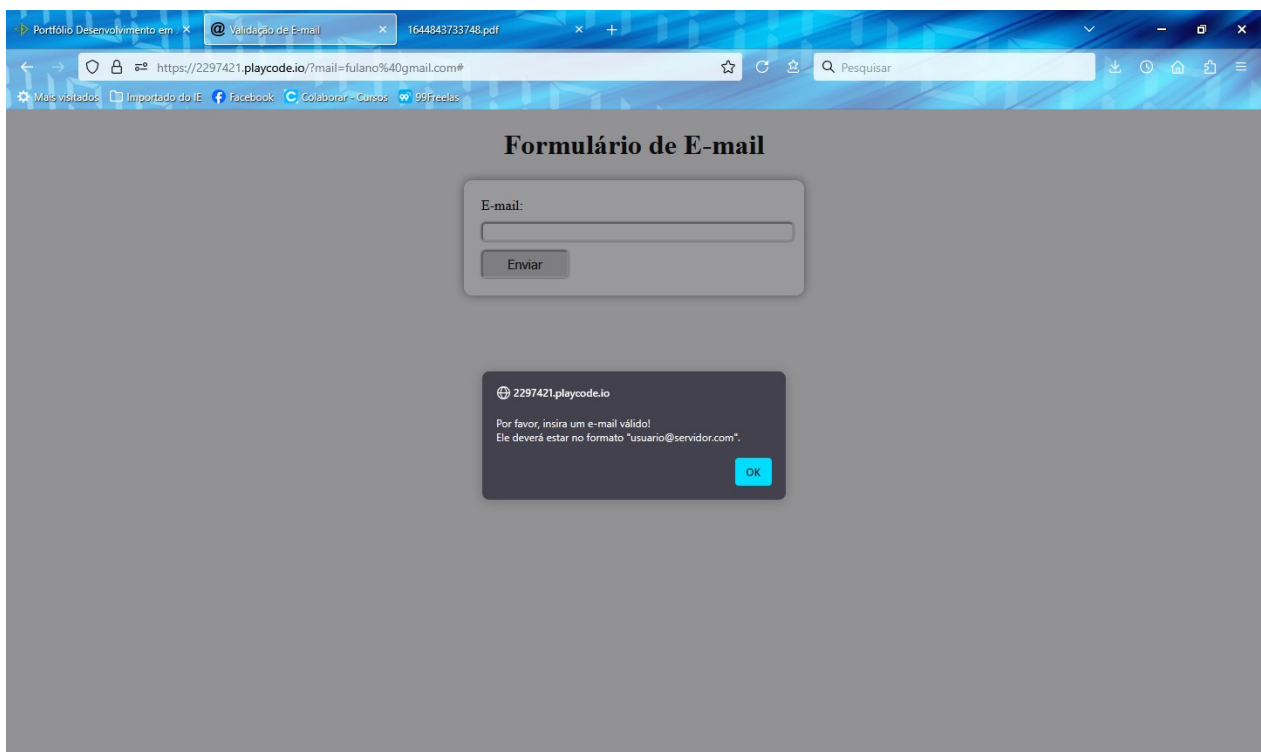 Portfólio Desenvolvimento em J
Validação de E-mail
1644843733748.pdf
https://2297421.playcode.io/?mail=fulano%40gmail.com#
Pesquisar
Mais visitados
Importado do IE
Facebook
Colaborar - Cursos
99Freelas
Formulário de E-mail
E-mail:
Enviar
2297421.playcode.io
Por favor, insira um e-mail válido!
Ele deverá estar no formato "usuario@servidor.com".
OK